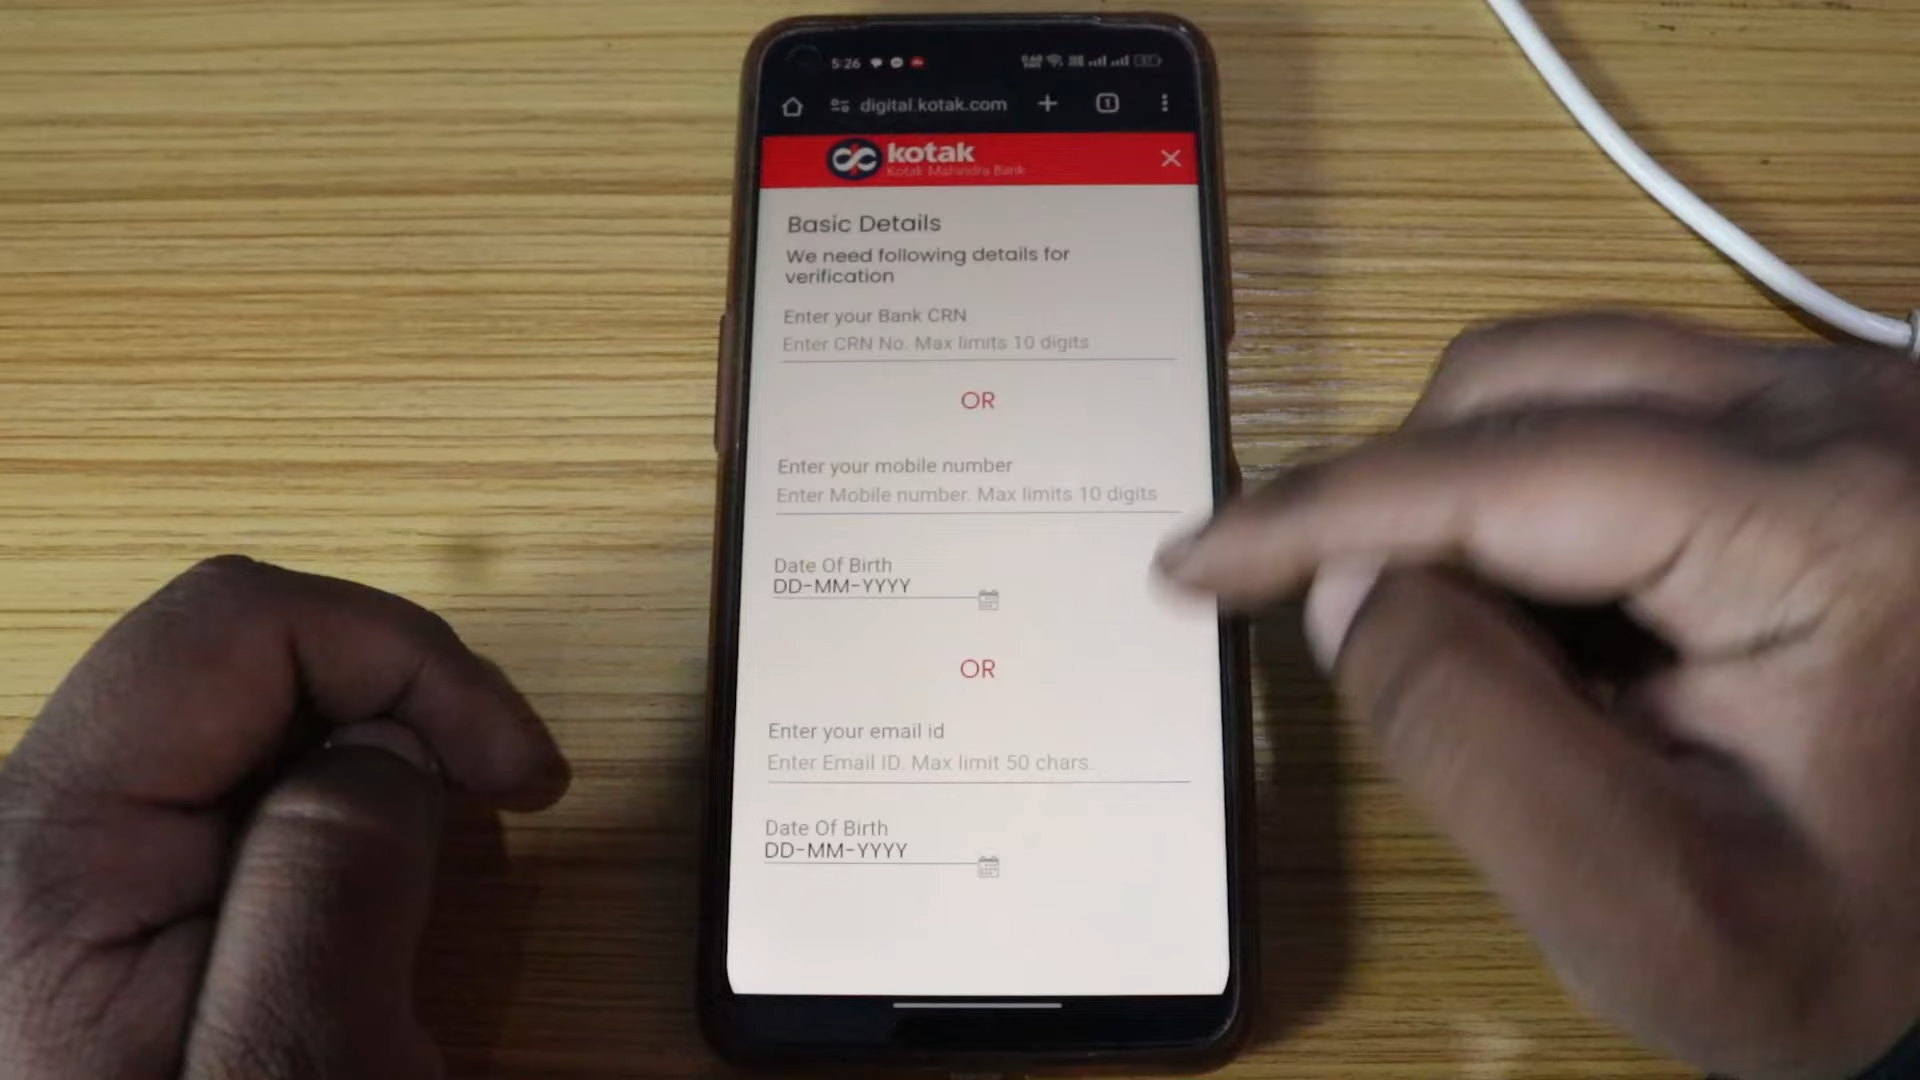 5:26
digital.kotak.com
1
kotak
Kotak Mahindra Bank
Basic Details
We need following details for
verification
Enter your Bank CRN
Enter CRN No. Max limits 10 digits
OR
Enter your mobile number
Enter Mobile number. Max limits 10 digits
Date Of Birth
DD-MM-YYYY
OR
Enter your email id
Enter Email ID. Max limit 50 chars.
Date Of Birth
DD-MM-YYYY